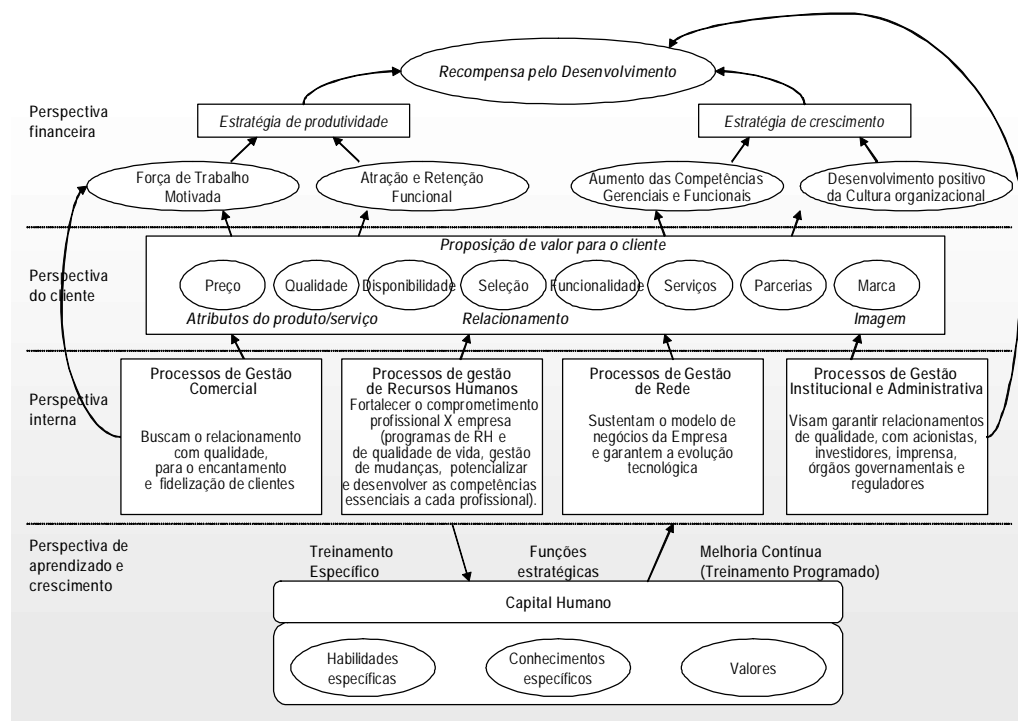 Recompensa pelo Desenvolvimento
Perspectiva
financeira
Estratégia de produtividade
Estratégia de crescimento
Força de Trabalho
Motivada
Atração e Retenção
Funcional
Aumento das Competências
Gerenciais e Funcionais
Desenvolvimento positivo
da Cultura organizacional
Perspectiva
do cliente
Proposição de valor para o cliente
Preço
Qualidade
Disponibilidade
Seleção
Funcionalidade
Serviços
Parcerias
Marca
Atributos do produto/serviço
Relacionamento
Imagem
Perspectiva
interna
Processos de Gestão
Comercial
Buscam o relacionamento
com qualidade,
para o encantamento
e fidelização de clientes
Processos de gestão
de Recursos Humanos
Fortalecer o comprometimento
profissional X empresa
(programas de RH e
de qualidade de vida, gestão
de mudanças, potencializar
e desenvolver as competências
essenciais a cada profissional).
Processos de Gestão
de Rede
Sustentam o modelo de
negócios da Empresa
e garantem a evolução
tecnológica
Processos de Gestão
Institucional e Administrativa
Visam garantir relacionamentos
de qualidade, com acionistas,
investidores, imprensa,
órgãos governamentais e
reguladores
Perspectiva de
aprendizado e
crescimento
Treinamento
Específico
Funções
estratégicas
Melhoria Contínua
(Treinamento Programado)
Capital Humano
Habilidades
específicas
Conhecimentos
específicos
Valores